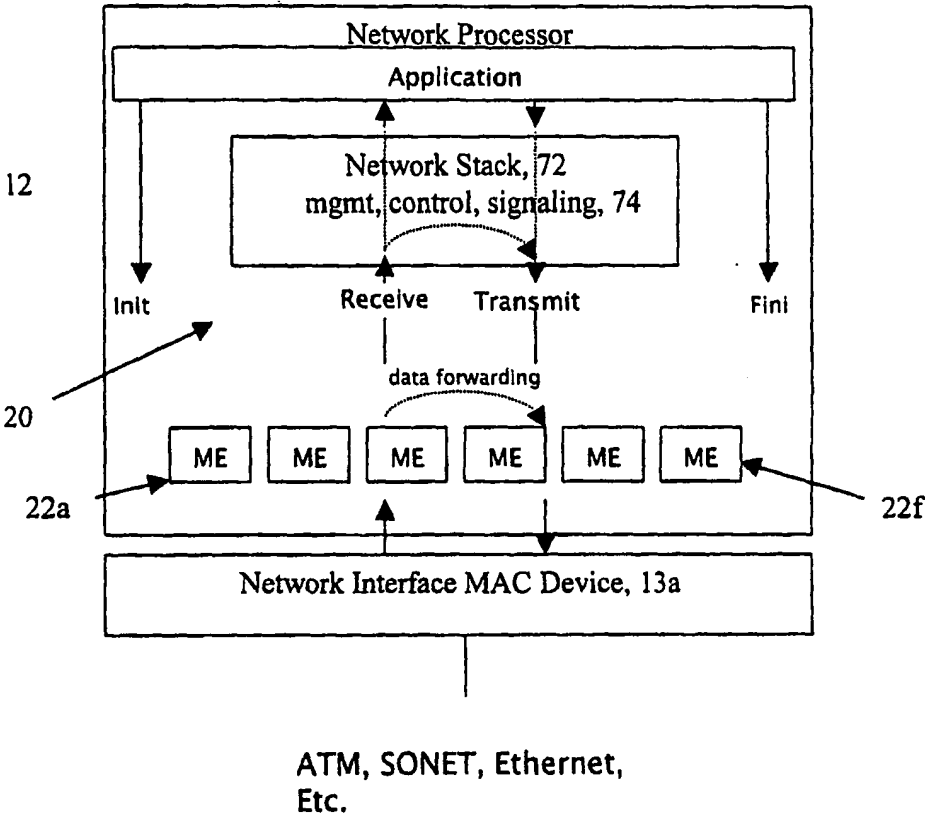 Network Processor
Application
12
Network Stack, 72
mgmt, control, signaling, 74
Init
Receive
Transmit
Fini
data forwarding
20
ME ME ME ME ME ME
22a
22f
Network Interface MAC Device, 13a
ATM, SONET, Ethernet,
Etc.